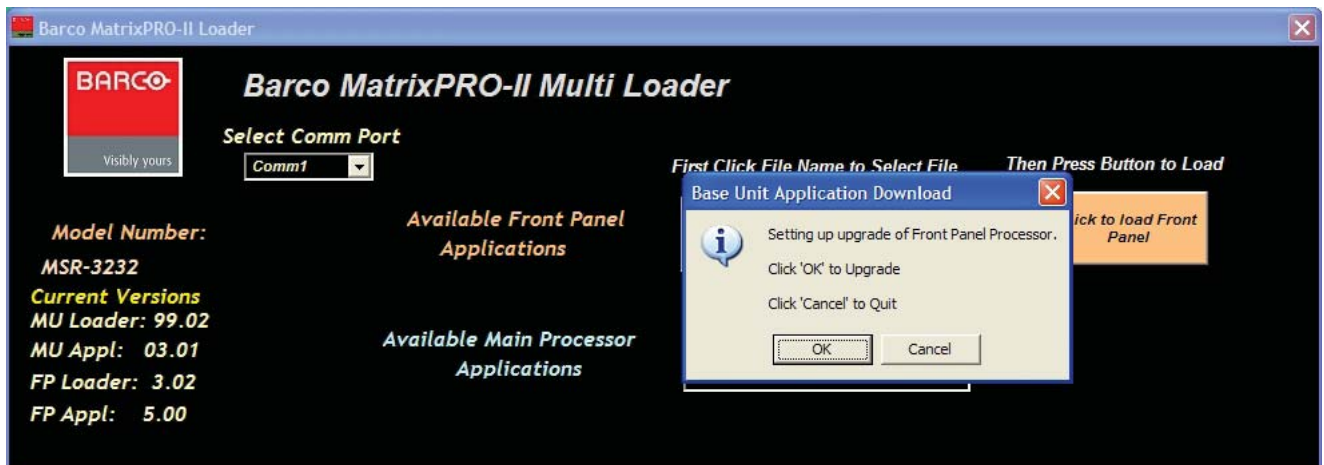 Barco MatrixPRO-II Loader
BARCO
Visibly yours
Barco MatrixPRO-II Multi Loader
Select Comm Port
Comm1
First Click File Name to Select File
Then Press Button to Load
Base Unit Application Download
Setting up upgrade of Front Panel Processor.
Click 'OK' to Upgrade
Click 'Cancel' to Quit
OK
Cancel
to load Front
Panel
Available Front Panel
Applications
Available Main Processor
Applications
Model Number:
MSR-3232
Current Versions
MU Loader: 99.02
MU Appl: 03.01
FP Loader: 3.02
FP Appl: 5.00